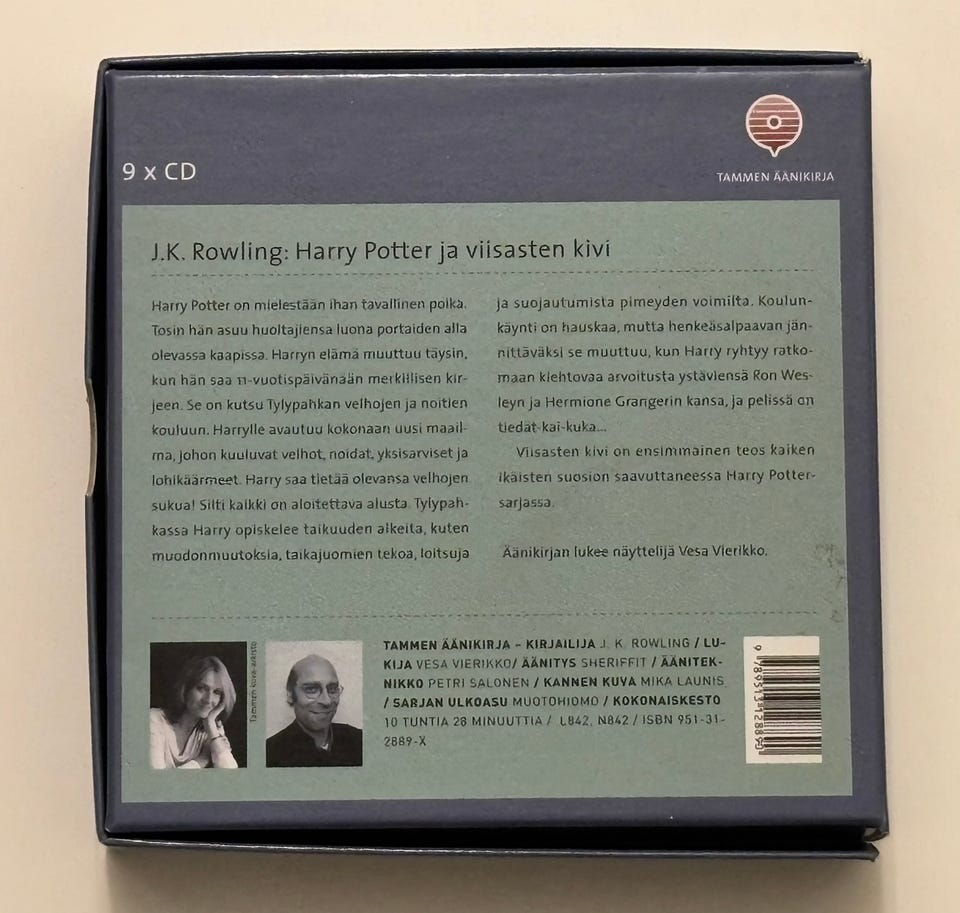 9 x CD
TAMMEN ÄÄNIKIRJA
J.K. Rowling: Harry Potter ja viisasten kivi
Harry Potter on mielestään ihan tavallinen poika.
Tosin hän asuu huoltajiensa luona portaiden alla
olevassa kaapissa. Harryn elämä muuttuu täysin,
kun hän saa 11-vuotispäivänään merkillisen kir-
jeen. Se on kutsu Tylypahkan velhojen ja noitien
kouluun. Harrylle avautuu kokonaan uusi maail-
ma, johon kuuluvat velhot, noidat, yksisarviset ja
lohikäärmeet. Harry saa tietää olevansa velhojen
sukua! Silti kaikki on aloitettava alusta. Tylypah-
kassa Harry opiskelee taikuuden alkeita, kuten
muodonmuutoksia, taikajuomien tekoa, loitsuja
ja suojautumista pimeyden voimilta. Koulun-
käynti on hauskaa, mutta henkeäsalpaavan jän-
nittäväksi se muuttuu, kun Harry ryhtyy ratko-
maan kiehtovaa arvoitusta ystäviensä Ron Wes-
leyn ja Hermione Grangerin kansa, ja pelissä on
tiedät-kai-kuka...
Viisasten kivi on ensimmäinen teos kaiken
ikäisten suosion saavuttaneessa Harry Potter-
sarjassa.
Äänikirjan lukee näyttelijä Vesa Vierikko.
Tammen kuva-arkisto
TAMMEN ÄÄNIKIRJA – KIRJAILIJA J. K. ROWLING / LU-
KIJA VESA VIERIKKO/ ÄÄNITYS SHERIFFIT / ÄÄNITEK-
NIKKO PETRI SALONEN / KANNEN KUVA MIKA LAUNIS
/ SARJAN ULKOASU MUOTOHIOMO / KOKONAISKESTO
10 TUNTIA 28 MINUUTTIA / L842, N842 / ISBN 951-31-
2889-X
9 789513 128890